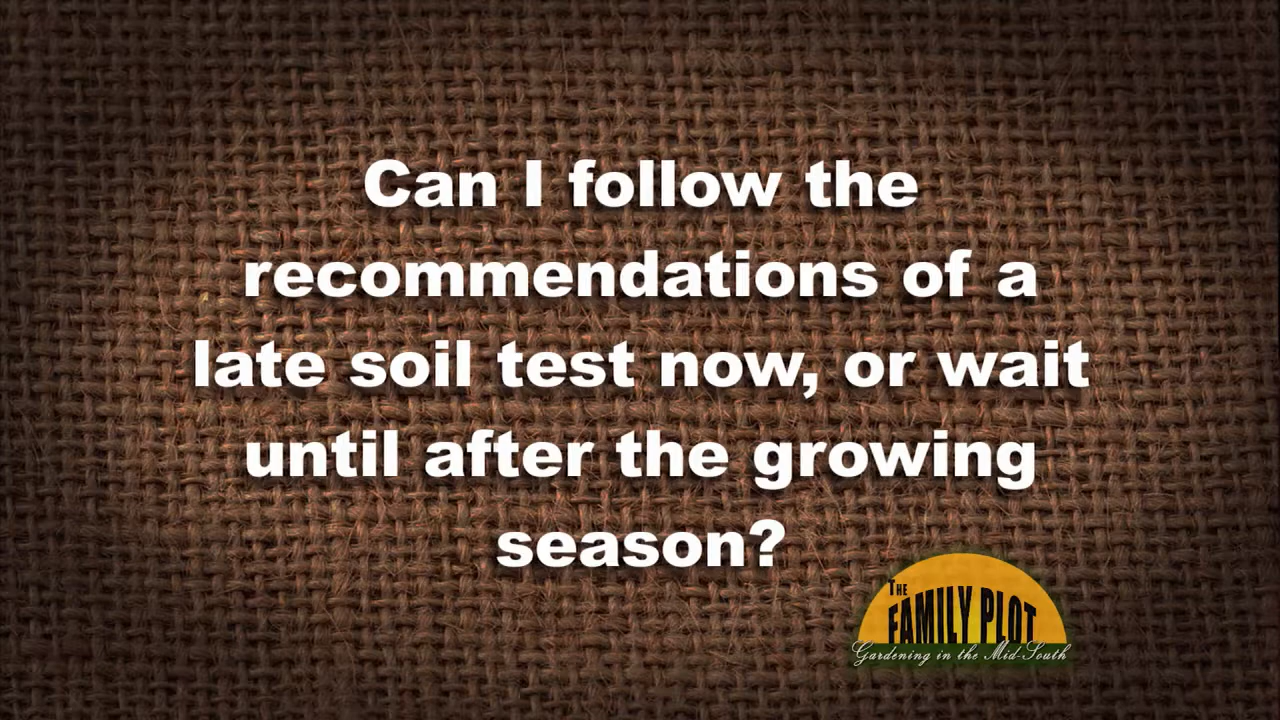 Can I follow the
recommendations of a
late soil test now, or wait
until after the growing
season?
THE
FAMILY PLOT
Gardening in the Mid-South